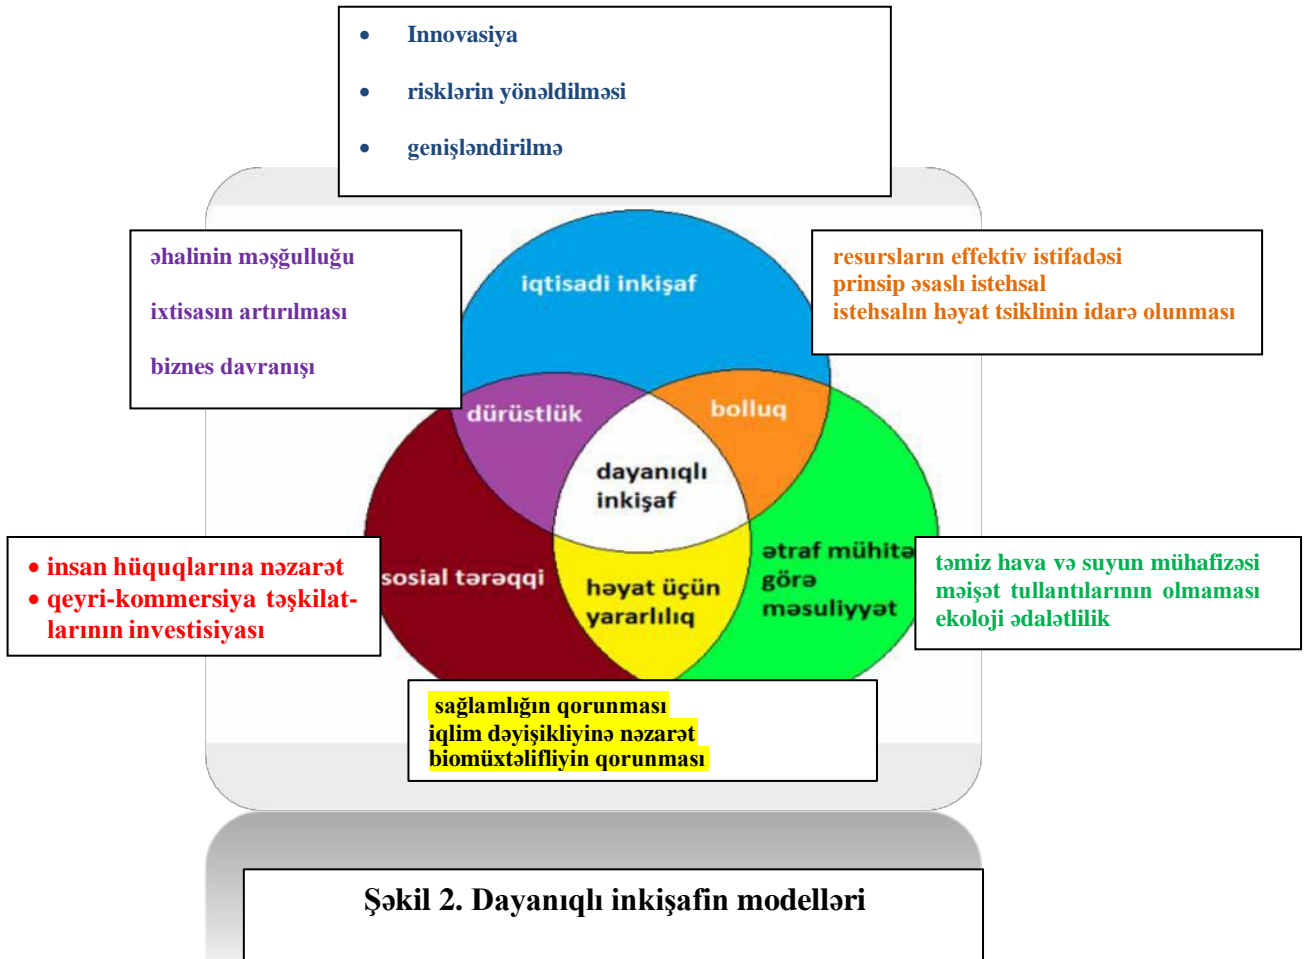 • Innovasiya
• risklərin yönəldilməsi
• genişləndirilmə
əhalinin məşğulluğu
ixtisasın artırılması
biznes davranışı
resursların effektiv istifadəsi
prinsip əsaslı istehsal
istehsalın həyat tsiklinin idarə olunması
iqtisadi inkişaf
dürüstlük
bolluq
dayanıqlı
inkişaf
• insan hüquqlarına nəzarət
• qeyri-kommersiya təşkilat-
larının investisiyası
sosial tərəqqi
həyat üçün
yararlılıq
ətraf mühitə
görə
məsuliyyət
təmiz hava və suyun mühafizəsi
məişət tullantılarının olmaması
ekoloji ədalətlilik
sağlamlığın qorunması
iqlim dəyişikliyinə nəzarət
biomüxtəlifliyin qorunması
Şəkil 2. Dayanıqlı inkişafin modelləri